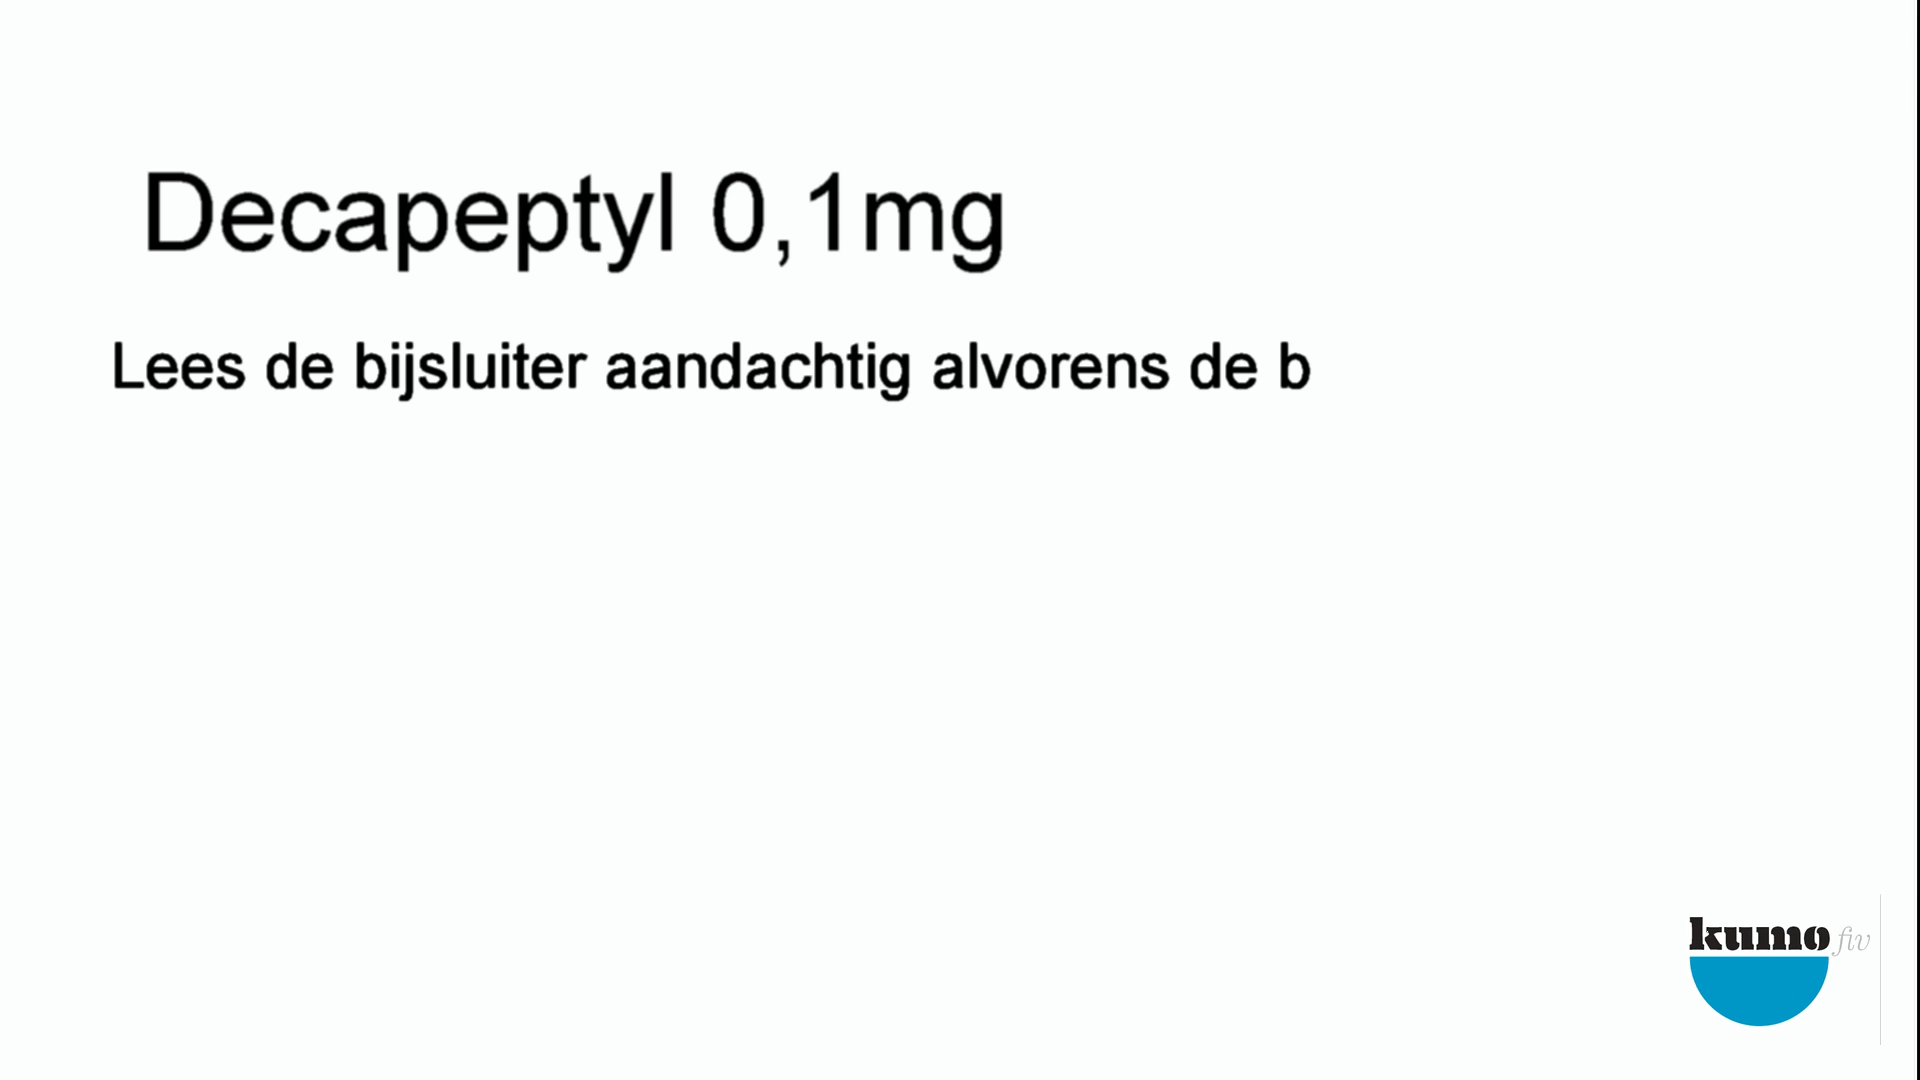 Decapeptyl 0,1mg
Lees de bijsluiter aandachtig alvorens de b
kumo fiv